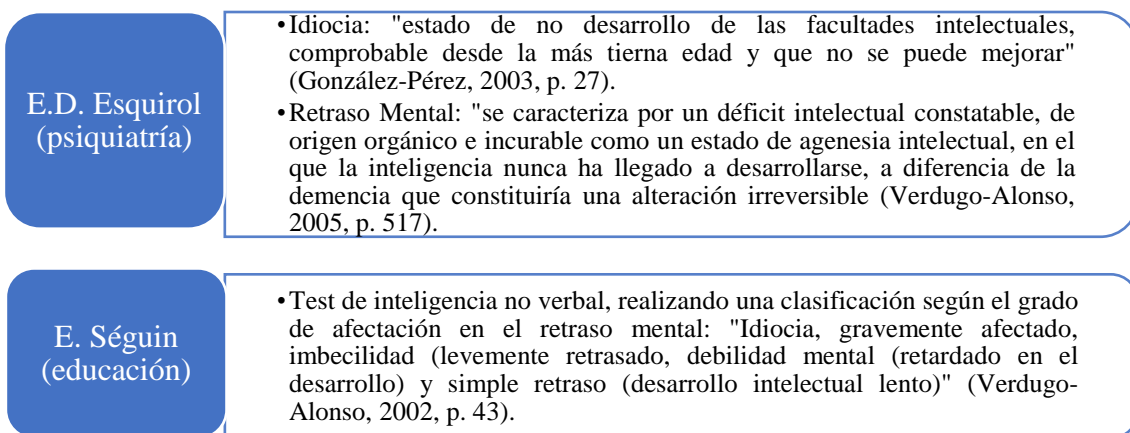 E.D. Esquirol
(psiquiatría)
•Idiocia: "estado de no desarrollo de las facultades intelectuales,
comprobable desde la más tierna edad y que no se puede mejorar"
(González-Pérez, 2003, p. 27).
•Retraso Mental: "se caracteriza por un déficit intelectual constatable, de
origen orgánico e incurable como un estado de agenesia intelectual, en el
que la inteligencia nunca ha llegado a desarrollarse, a diferencia de la
demencia que constituiría una alteración irreversible (Verdugo-Alonso,
2005, p. 517).
E. Séguin
(educación)
•Test de inteligencia no verbal, realizando una clasificación según el grado
de afectación en el retraso mental: "Idiocia, gravemente afectado,
imbecilidad (levemente retrasado, debilidad mental (retardado en el
desarrollo) y simple retraso (desarrollo intelectual lento)" (Verdugo-
Alonso, 2002, p. 43).